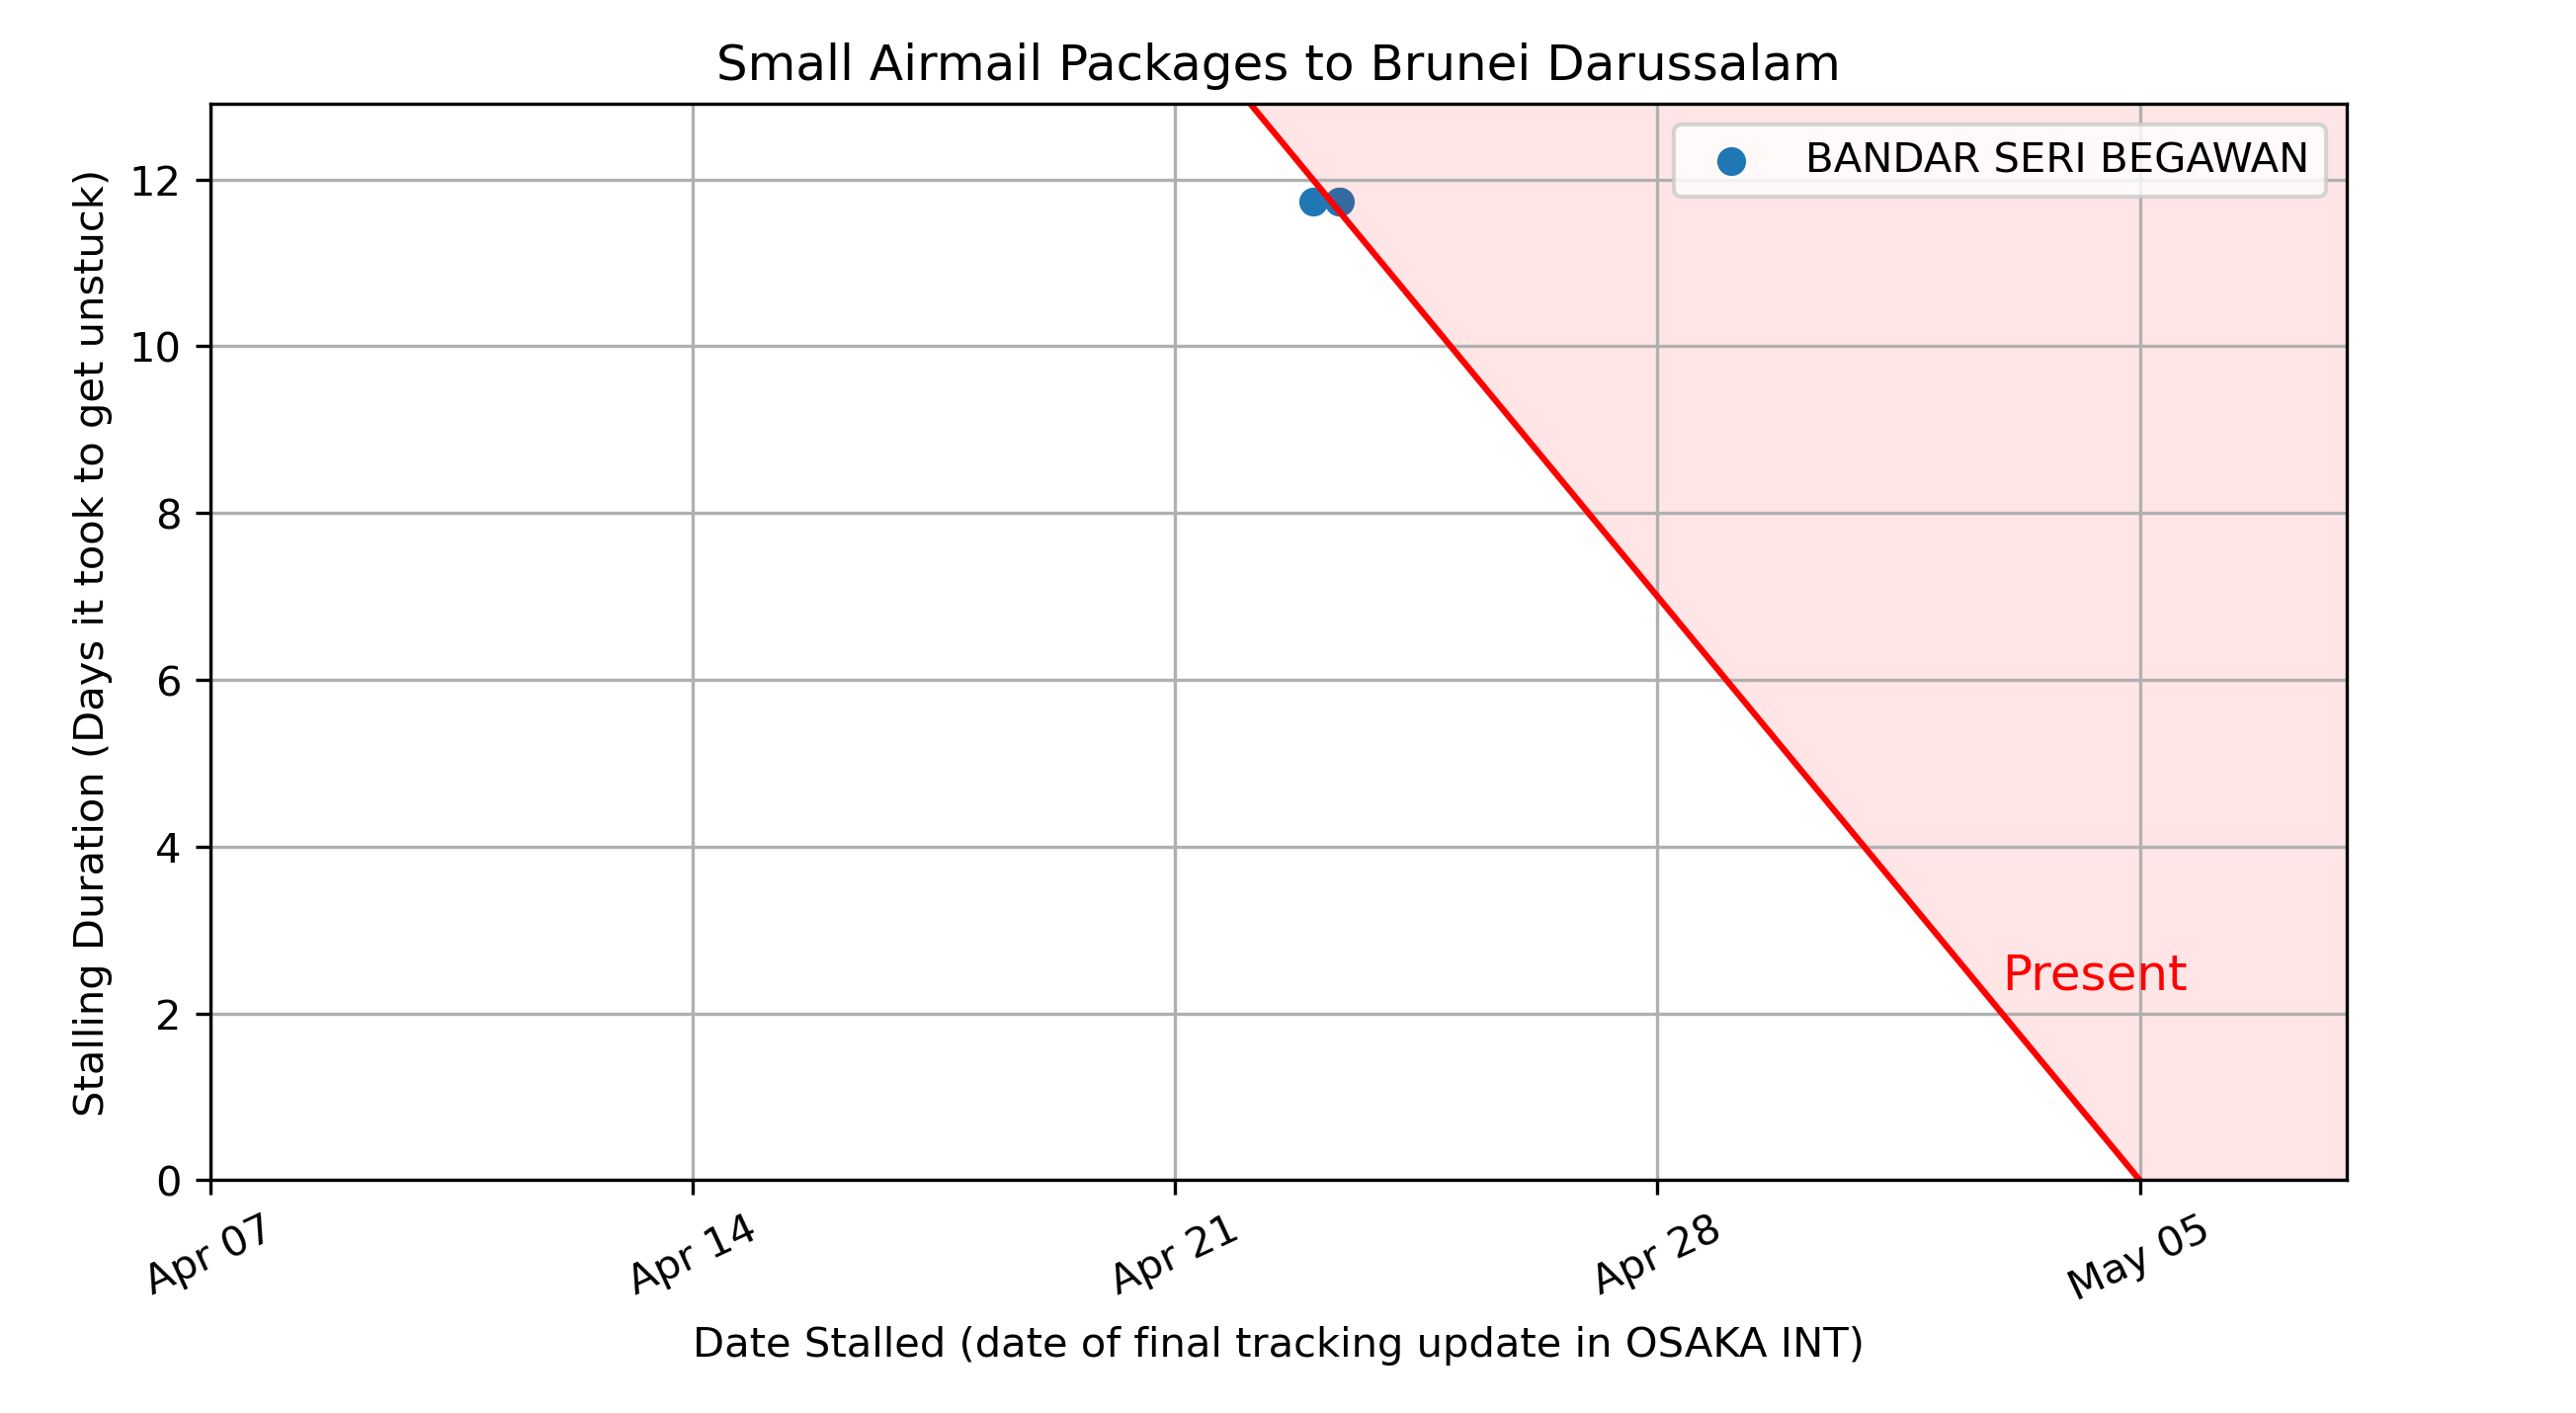 Small Airmail Packages to Brunei Darussalam
BANDAR SERI BEGAWAN
Stalling Duration (Days it took to get unstuck)
12
10
8
6
4
2
0
Present
Apr 07
Apr 14
Apr 21
Apr 28
May 05
Date Stalled (date of final tracking update in OSAKA INT)